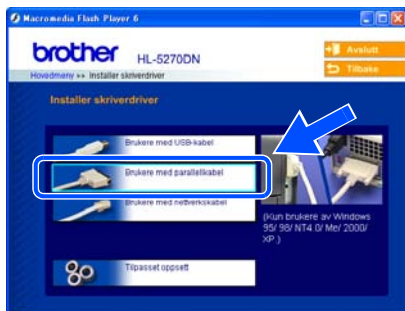 Macromedia Flash Player 6
brother HL-5270DN
Avslutt
Tilbake
Hovedmeny >> Installer skriverdriver
Installer skriverdriver
Brukere med USB-kabel
Brukere med parallellkabel
Brukere med nettverkskabel
(Kun brukere av Windows
95/ 98/ NT4.0/ Me/ 2000/
XP.)
Tilpasset oppsett